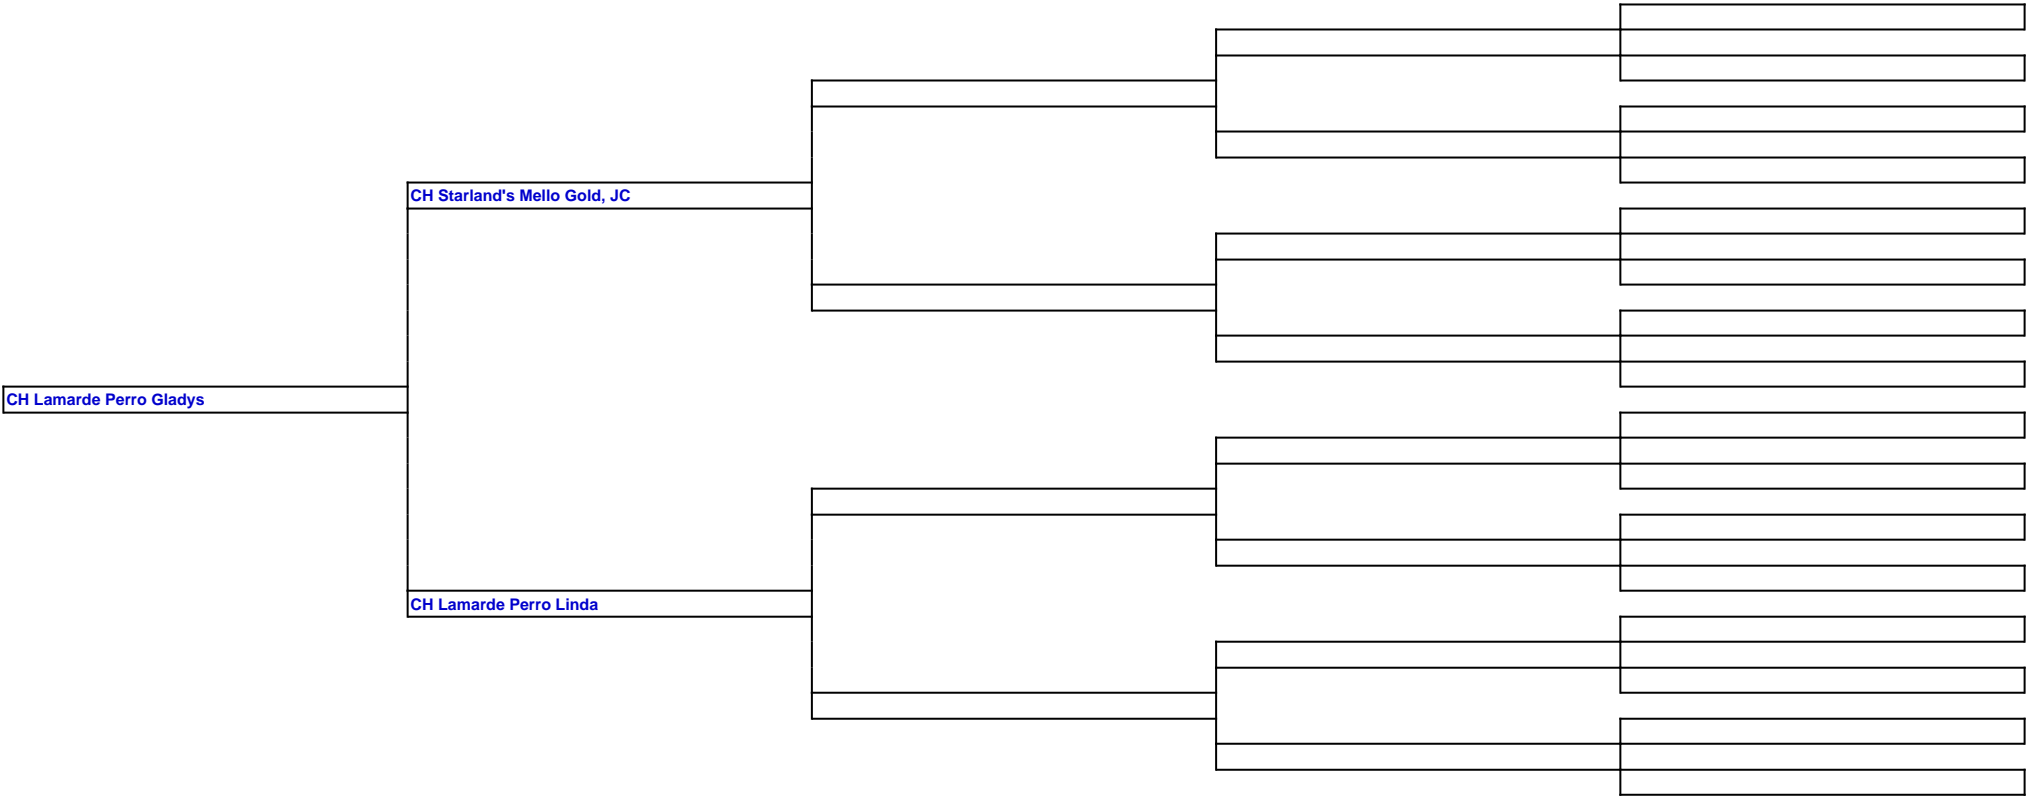 CH Starland's Mello Gold, JC
CH Lamarde Perro Gladys
CH Lamarde Perro Linda